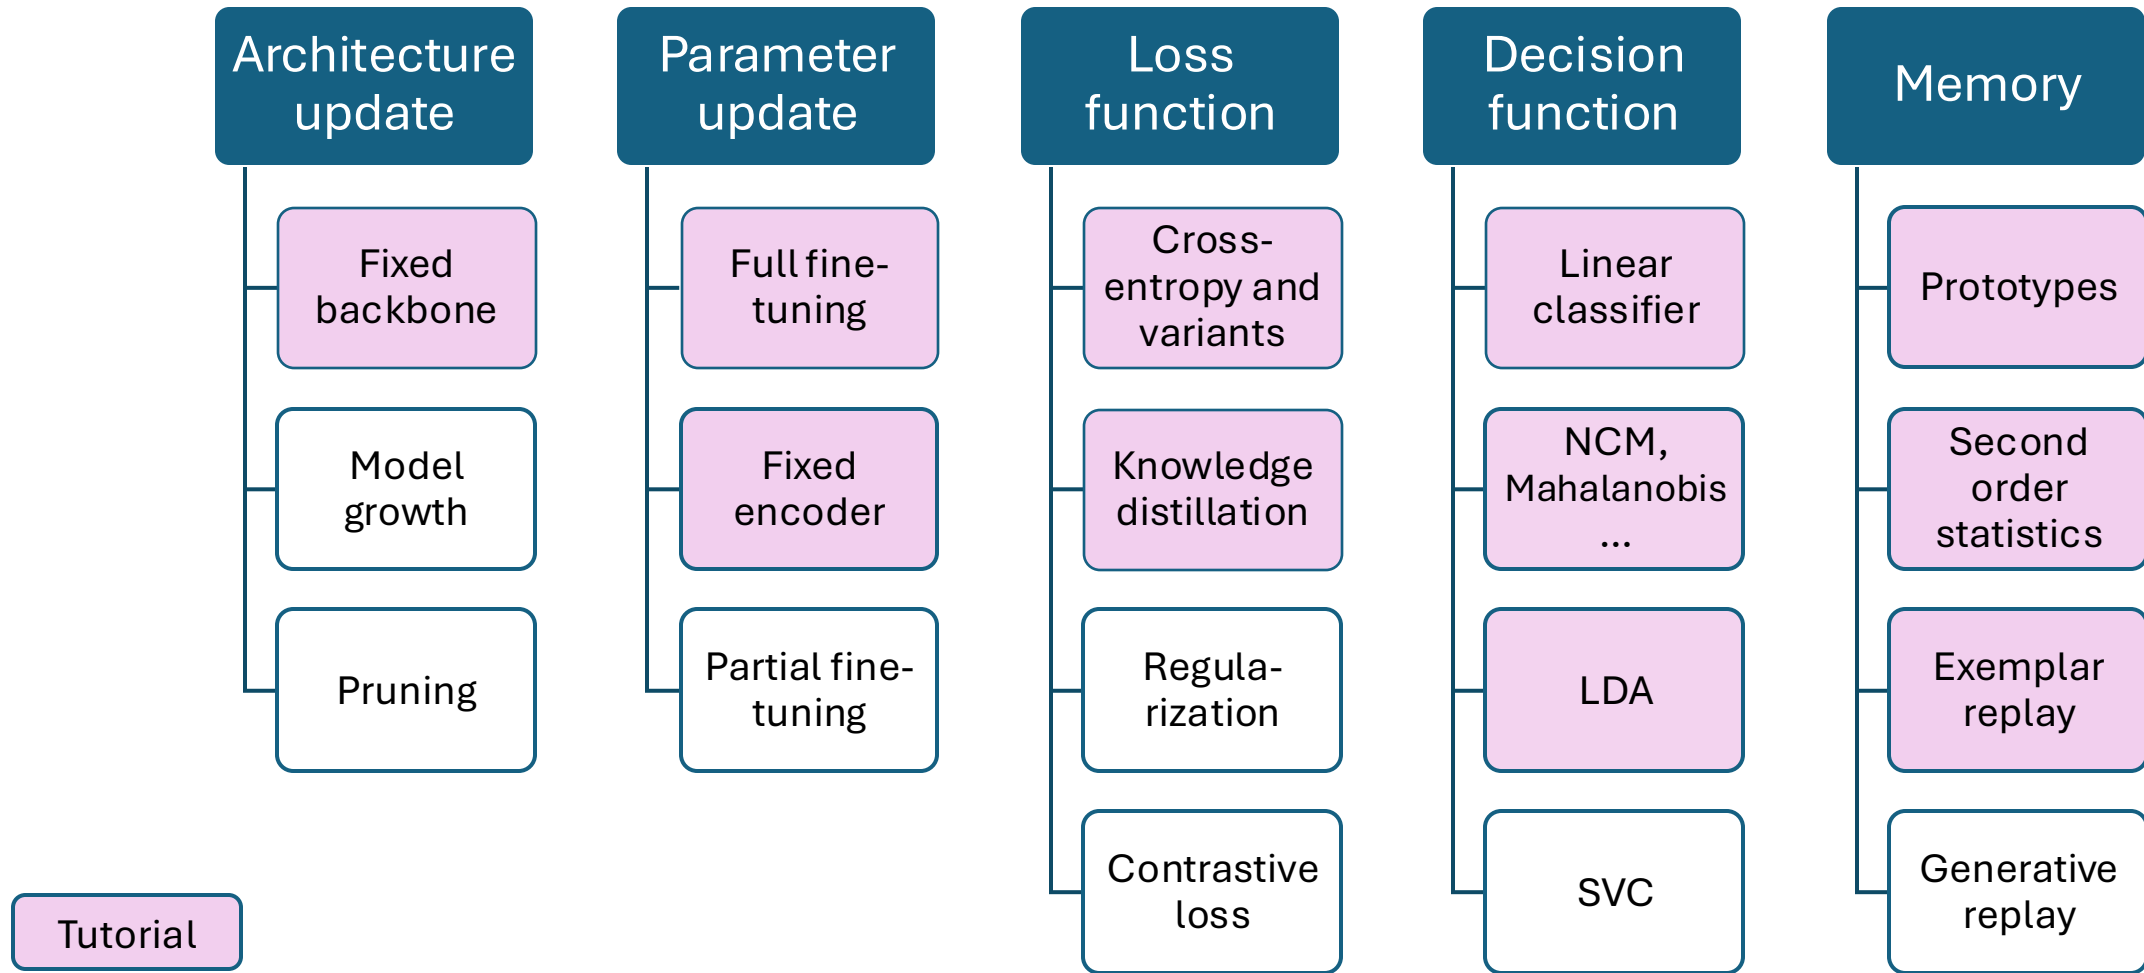 Architecture
update
Fixed
backbone
Model
growth
Pruning
Parameter
update
Full fine-
tuning
Fixed
encoder
Partial fine-
tuning
Loss
function
Cross-
entropy and
variants
Knowledge
distillation
Regula-
rization
Contrastive
loss
Decision
function
Linear
classifier
NCM,
Mahalanobis
...
LDA
SVC
Memory
Prototypes
Second
order
statistics
Exemplar
replay
Generative
replay
Tutorial